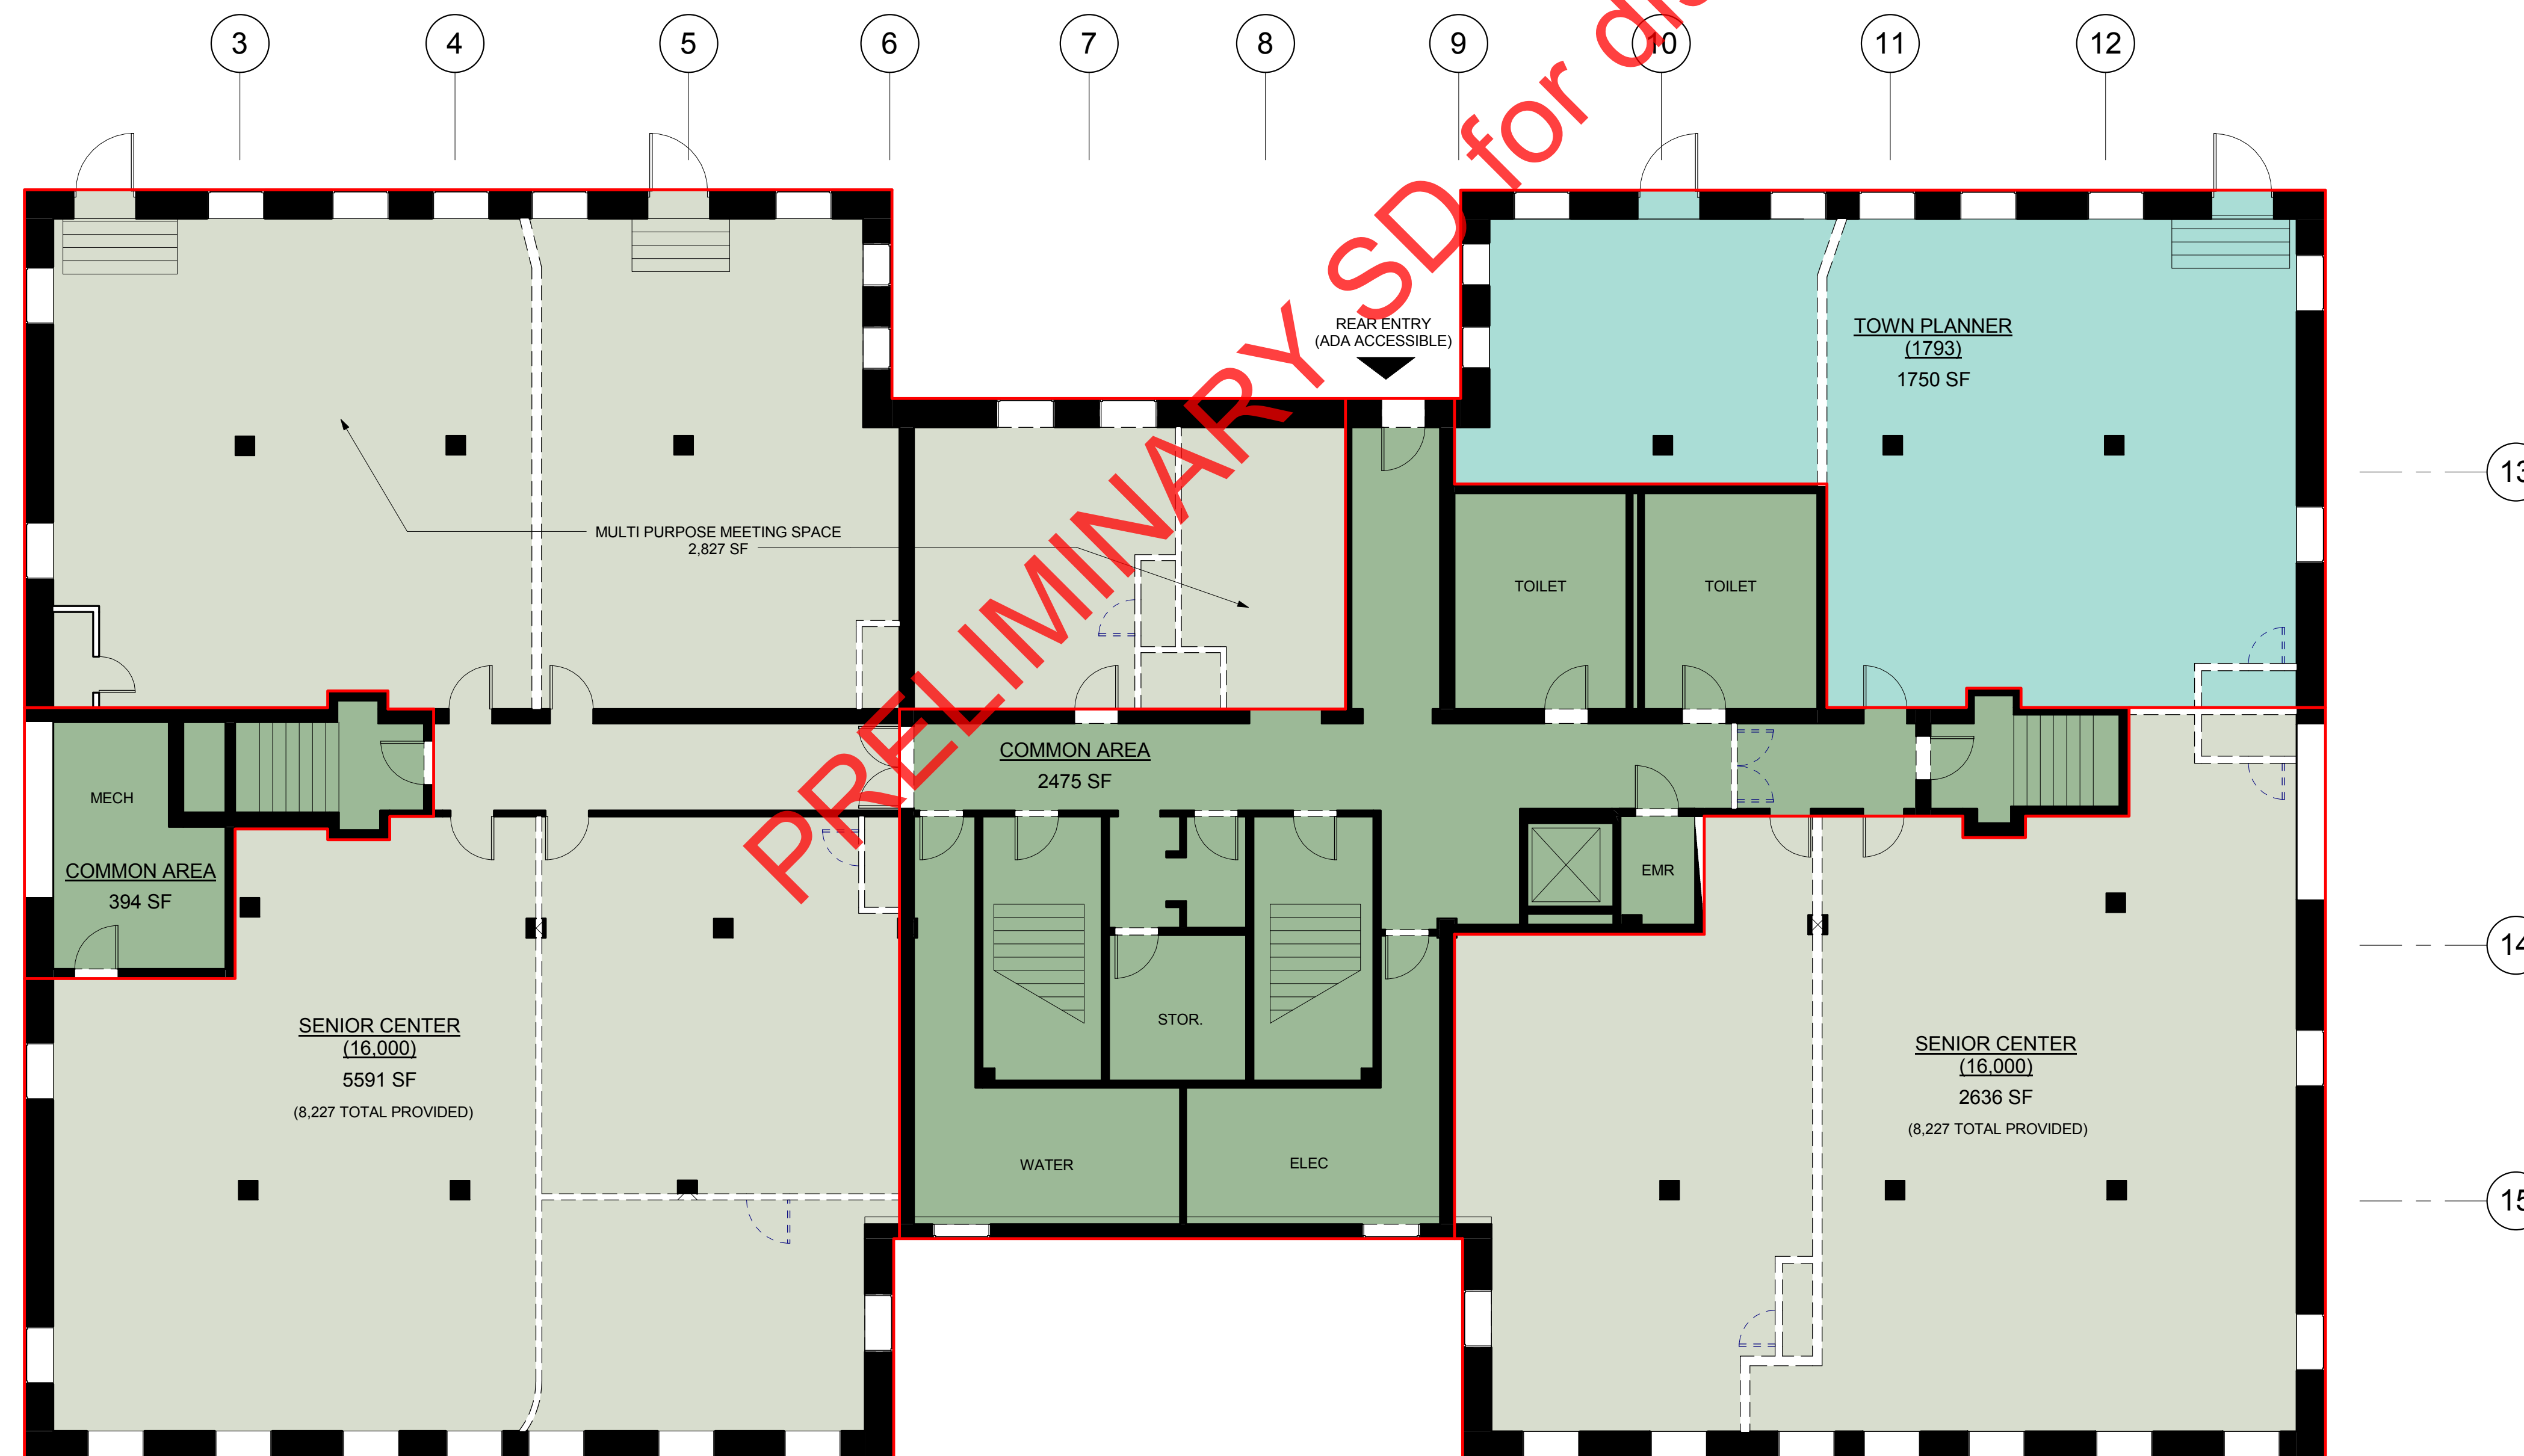 3 4 5 6 7 8 9 10 11 12
PRELIMINARY SD for
REAR ENTRY
(ADA ACCESSIBLE)
TOWN PLANNER
(1793)
1750 SF
13
MULTI PURPOSE MEETING SPACE
2,827 SF
TOILET
TOILET
COMMON AREA
2475 SF
MECH
COMMON AREA
394 SF
EMR
14
SENIOR CENTER
(16,000)
5591 SF
(8,227 TOTAL PROVIDED)
STOR.
SENIOR CENTER
(16,000)
2636 SF
(8,227 TOTAL PROVIDED)
WATER
ELEC
15